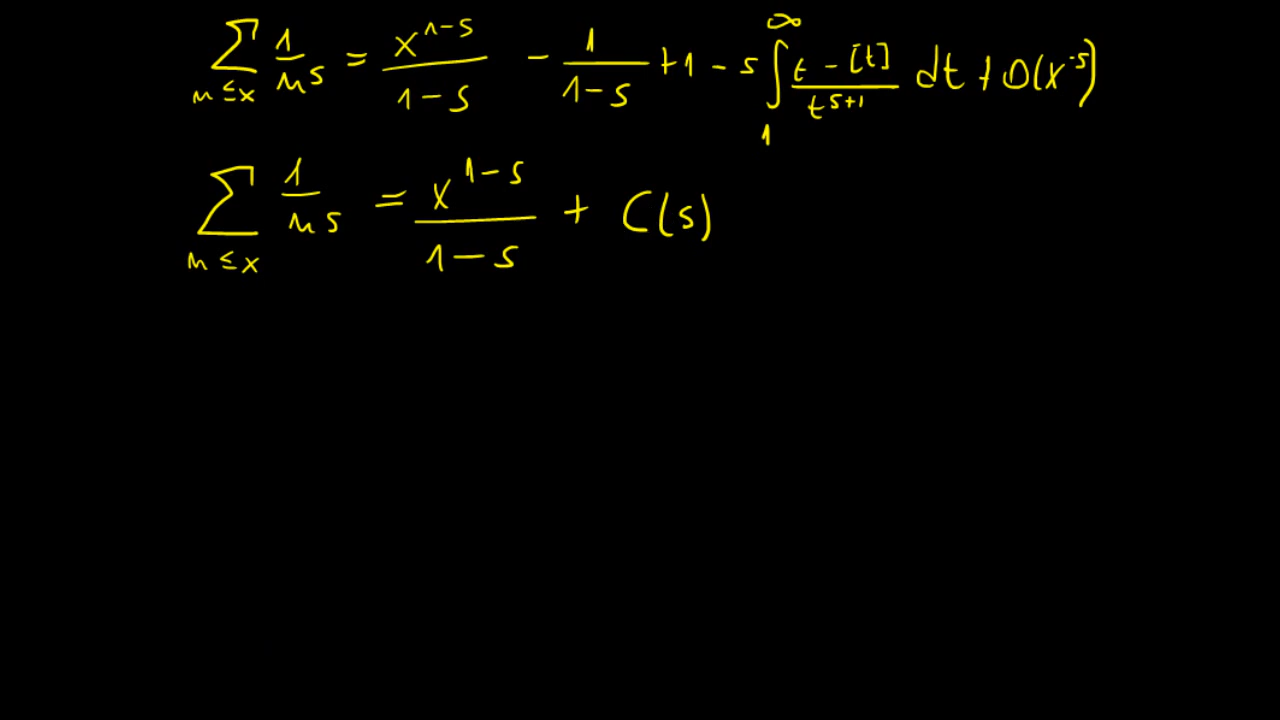 ∑_{n≤x} 1/n^s = x^{1-s}/(1-s) - 1/(1-s) + 1 - s ∫_1^∞ (t-[t])/t^{s+1} dt + O(x^{-s})
∑_{n≤x} 1/n^s = x^{1-s}/(1-s) + C(s)